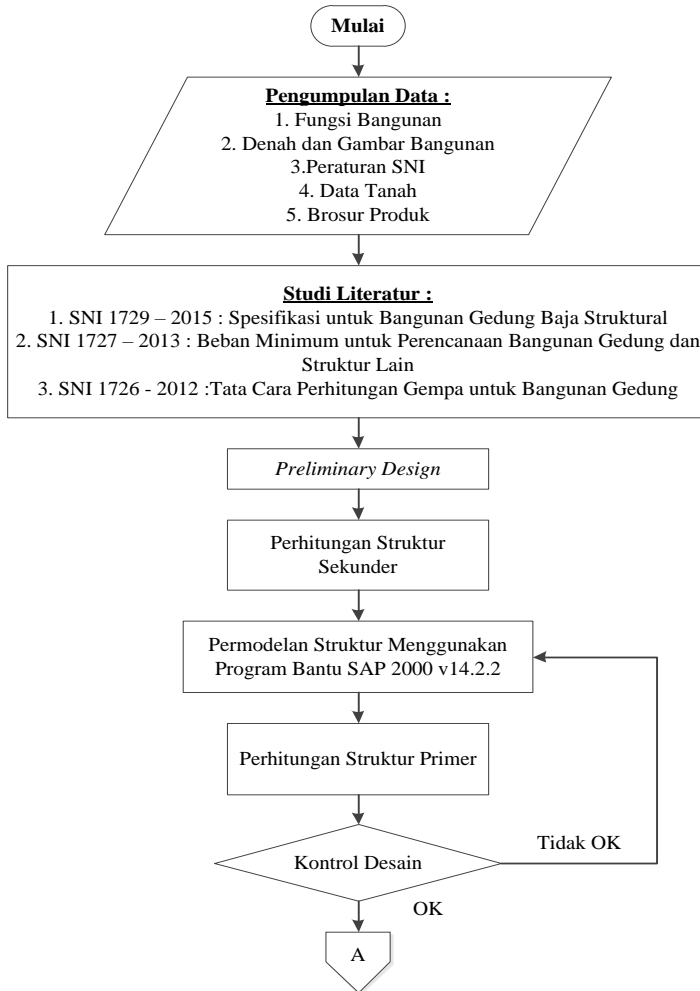 Mulai
Pengumpulan Data :
1. Fungsi Bangunan
2. Denah dan Gambar Bangunan
3.Peraturan SNI
4. Data Tanah
5. Brosur Produk
Studi Literatur :
1. SNI 1729 – 2015 : Spesifikasi untuk Bangunan Gedung Baja Struktural
2. SNI 1727 – 2013 : Beban Minimum untuk Perencanaan Bangunan Gedung dan
Struktur Lain
3. SNI 1726 - 2012 :Tata Cara Perhitungan Gempa untuk Bangunan Gedung
Preliminary Design
Perhitungan Struktur
Sekunder
Permodelan Struktur Menggunakan
Program Bantu SAP 2000 v14.2.2
Perhitungan Struktur Primer
Kontrol Desain
Tidak OK
OK
A